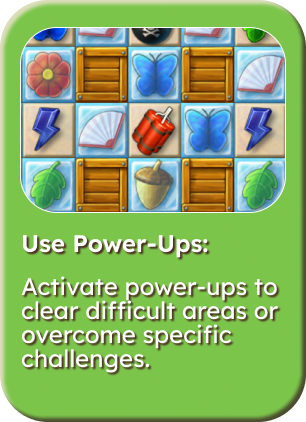 Use Power-Ups:
Activate power-ups to
clear difficult areas or
overcome specific
challenges.